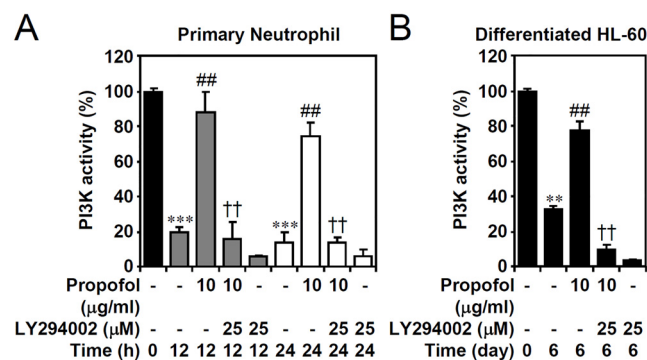 A Primary Neutrophil
PI3K activity (%)
120
100
80
60
40
20
0
*** ## †† *** ## ††
Propofol - - 10 10 - - 10 10 -
(μg/ml)
LY294002 (μM) - - - 25 25 - - 25 25
Time (h) 0 12 12 12 12 24 24 24 24
B Differentiated HL-60
PI3K activity (%)
120
100
80
60
40
20
0
** ## ††
Propofol - - 10 10 -
(μg/ml)
LY294002 (μM) - - - 25 25
Time (day) 0 6 6 6 6